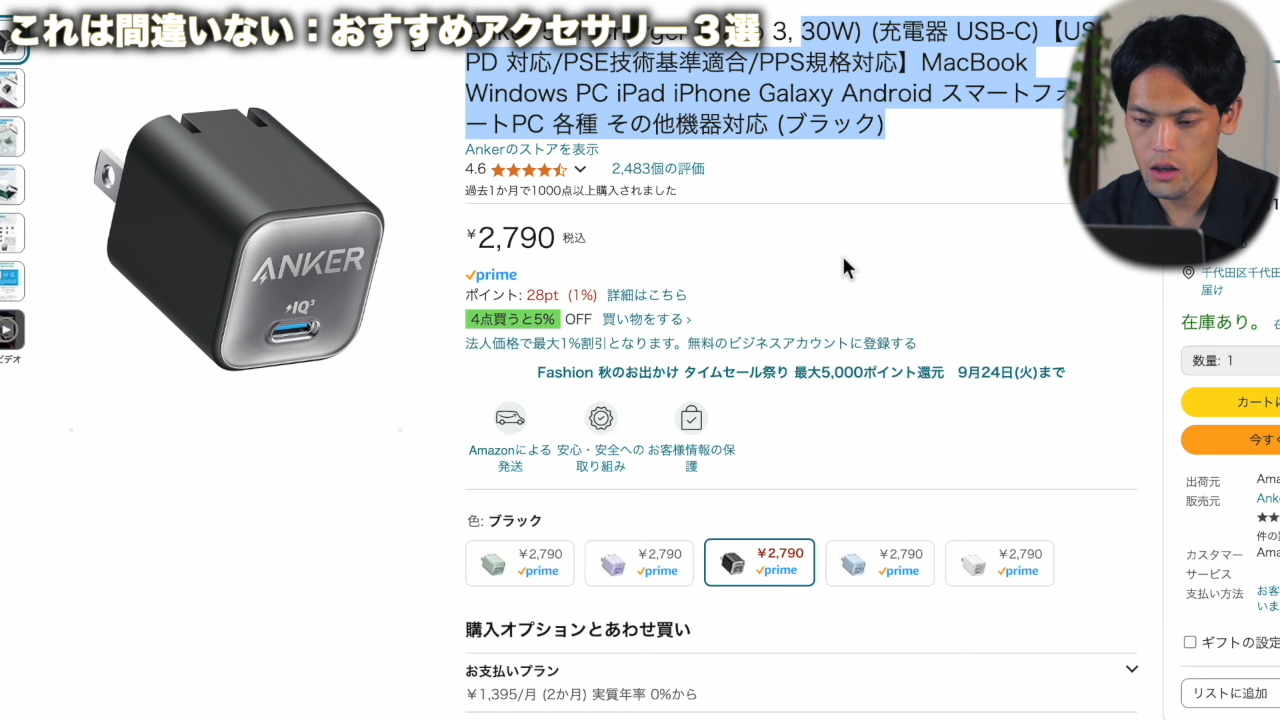 これは間違いない：おすすめアクセサリー３選
3, 30W) (充電器 USB-C)【US
PD 対応/PSE技術基準適合/PPS規格対応】MacBook
Windows PC iPad iPhone Galaxy Android スマートフォ
ートPC 各種 その他機器対応 (ブラック)
Ankerのストアを表示
4.6 2,483個の評価
過去1か月で1000点以上購入されました
￥2,790 税込
prime
ポイント: 28pt (1%) 詳細はこちら
4点買うと5% OFF 買い物をする ›
法人価格で最大1%割引となります。無料のビジネスアカウントに登録する
Fashion 秋のお出かけ タイムセール祭り 最大5,000ポイント還元 9月24日(火)まで
Amazonによる発送
安心・安全への取り組み
お客様情報の保護
色: ブラック
￥2,790
prime
￥2,790
prime
￥2,790
prime
￥2,790
prime
￥2,790
prime
購入オプションとあわせ買い
お支払いプラン
￥1,395/月 (2か月) 実質年率 0%から
ANKER
IQ3
ビデオ
千代田区千代田
届け
在庫あり。
数量: 1
カートに
今すぐ
出荷元 Ama
販売元 Anke
件の
カスタマー Ama
サービス
支払い方法 お客
いま
ギフトの設定
リストに追加